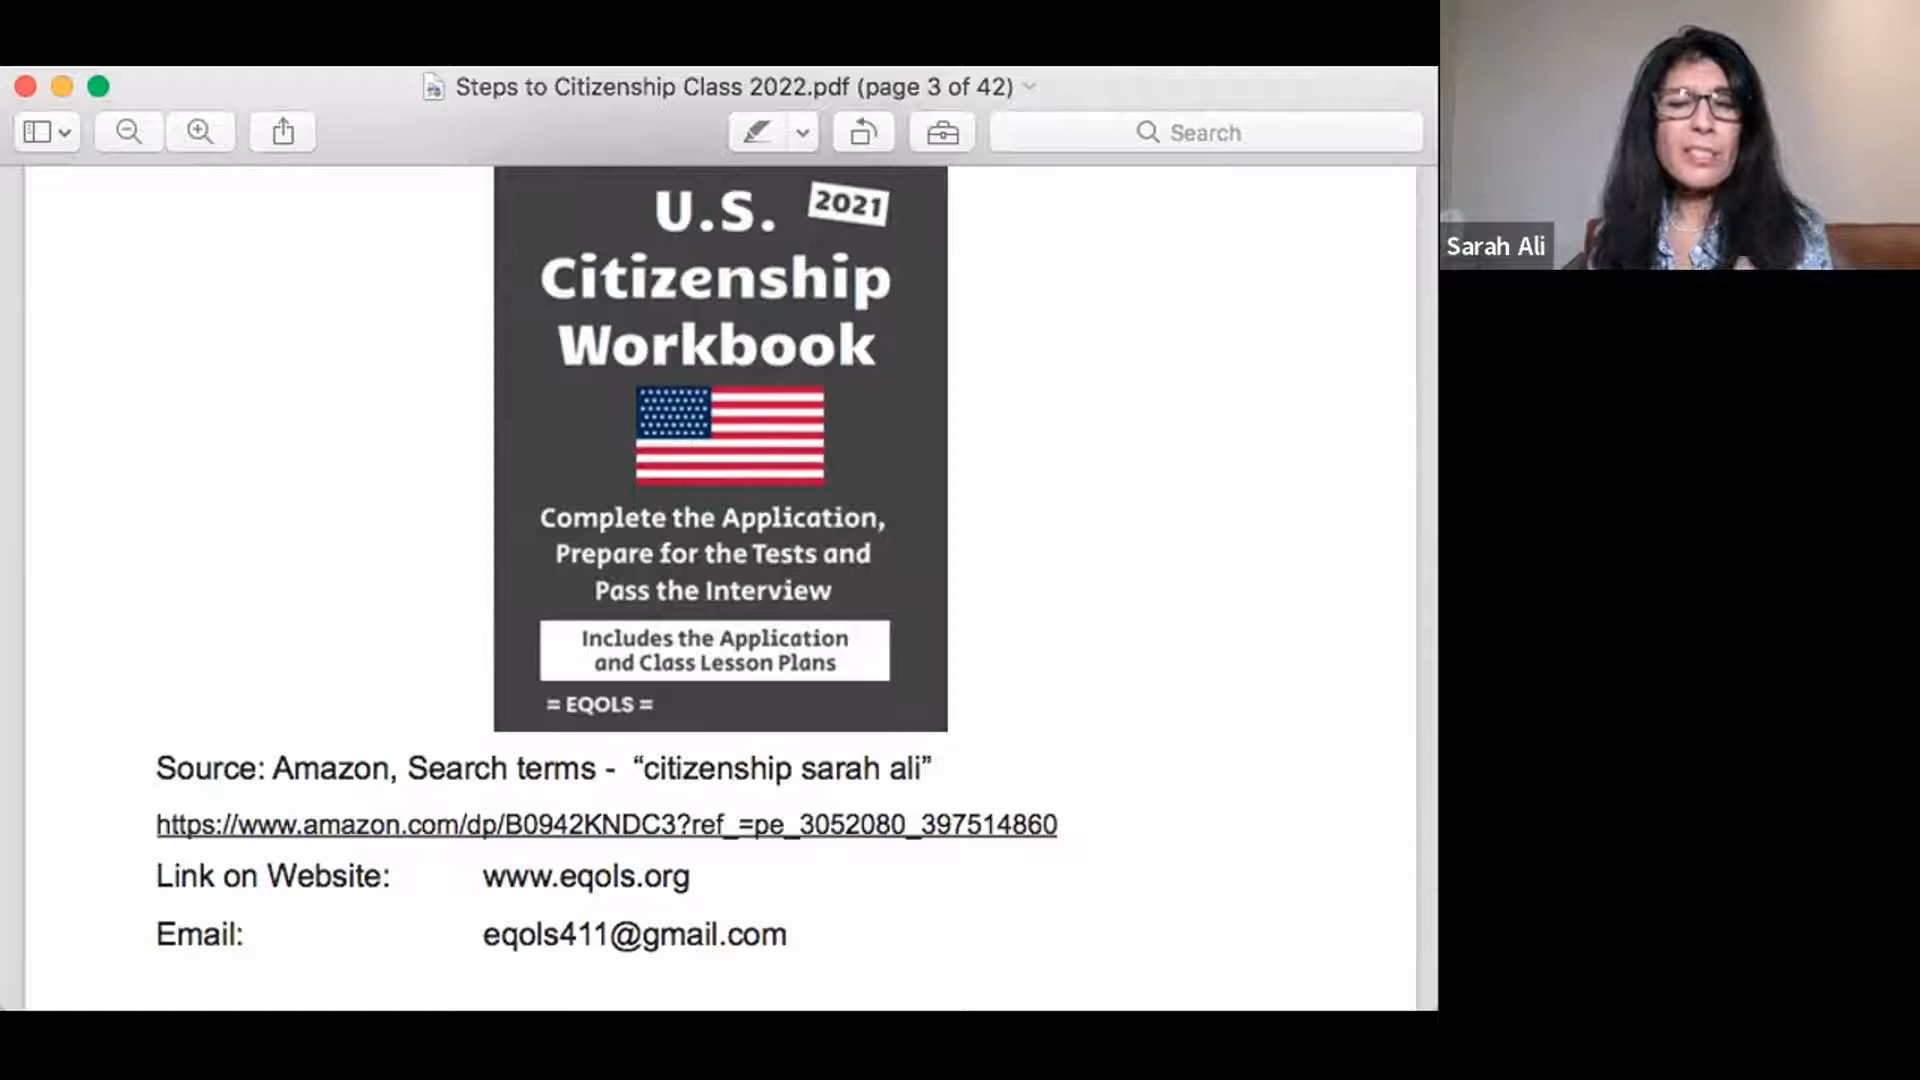 Steps to Citizenship Class 2022.pdf (page 3 of 42)
Search
Sarah Ali
U.S. 2021
Citizenship
Workbook
Complete the Application,
Prepare for the Tests and
Pass the Interview
Includes the Application
and Class Lesson Plans
= EQOLS =
Source: Amazon, Search terms - “citizenship sarah ali”
https://www.amazon.com/dp/B0942KNDC3?ref_=pe_3052080_397514860
Link on Website: www.eqols.org
Email: eqols411@gmail.com